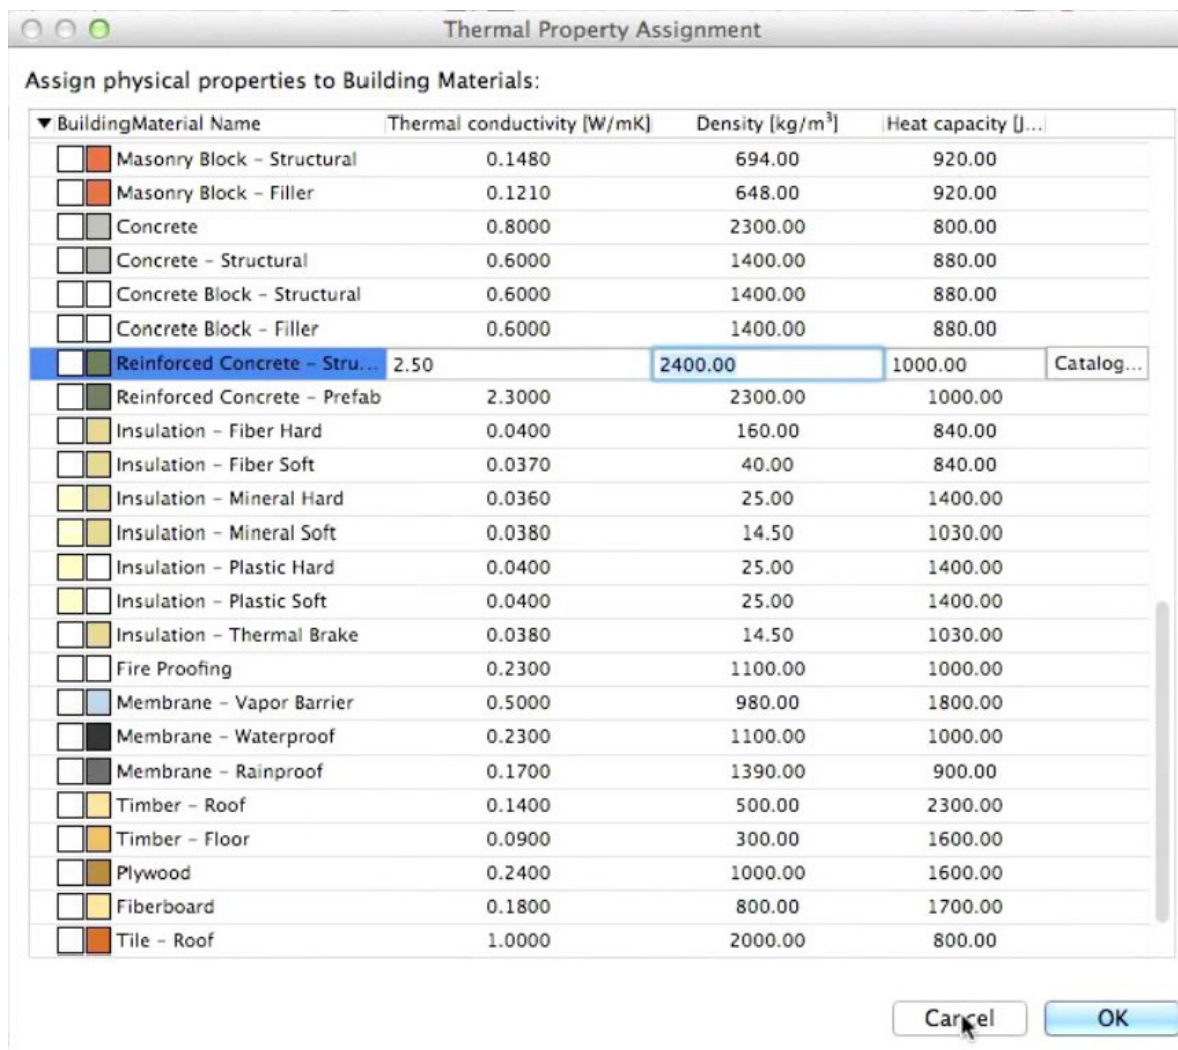 Thermal Property Assignment
Assign physical properties to Building Materials:
▼ BuildingMaterial Name Thermal conductivity [W/mK] Density [kg/m³] Heat capacity [J...
Masonry Block – Structural 0.1480 694.00 920.00
Masonry Block – Filler 0.1210 648.00 920.00
Concrete 0.8000 2300.00 800.00
Concrete – Structural 0.6000 1400.00 880.00
Concrete Block – Structural 0.6000 1400.00 880.00
Concrete Block – Filler 0.6000 1400.00 880.00
Reinforced Concrete – Stru... 2.50 2400.00 1000.00 Catalog...
Reinforced Concrete – Prefab 2.3000 2300.00 1000.00
Insulation – Fiber Hard 0.0400 160.00 840.00
Insulation – Fiber Soft 0.0370 40.00 840.00
Insulation – Mineral Hard 0.0360 25.00 1400.00
Insulation – Mineral Soft 0.0380 14.50 1030.00
Insulation – Plastic Hard 0.0400 25.00 1400.00
Insulation – Plastic Soft 0.0400 25.00 1400.00
Insulation – Thermal Brake 0.0380 14.50 1030.00
Fire Proofing 0.2300 1100.00 1000.00
Membrane – Vapor Barrier 0.5000 980.00 1800.00
Membrane – Waterproof 0.2300 1100.00 1000.00
Membrane – Rainproof 0.1700 1390.00 900.00
Timber – Roof 0.1400 500.00 2300.00
Timber – Floor 0.0900 300.00 1600.00
Plywood 0.2400 1000.00 1600.00
Fiberboard 0.1800 800.00 1700.00
Tile – Roof 1.0000 2000.00 800.00
Cancel OK